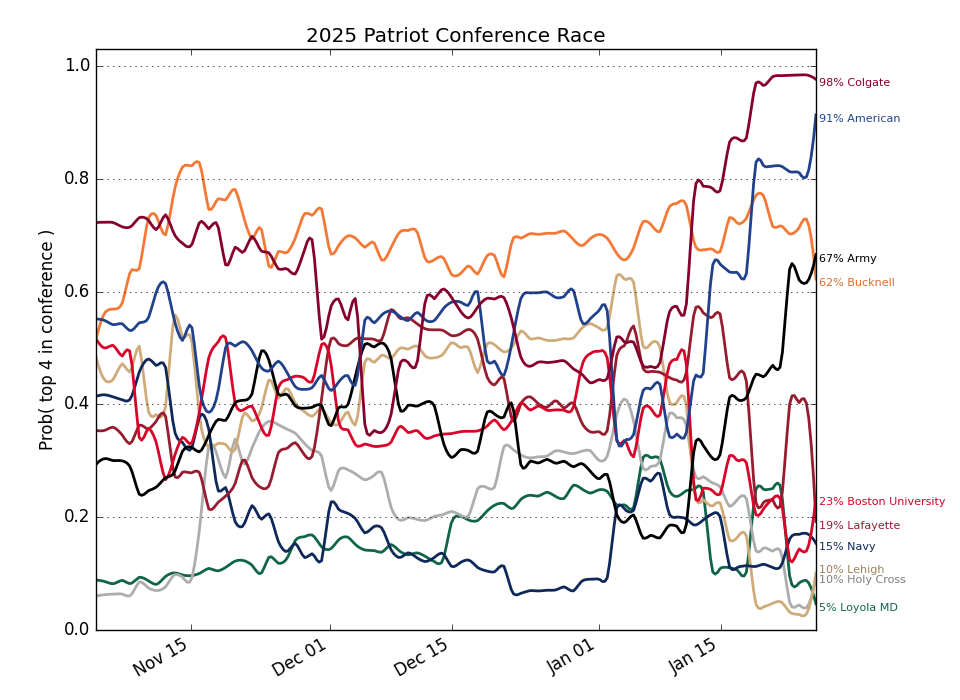 2025 Patriot Conference Race
Prob( top 4 in conference )
1.0
0.8
0.6
0.4
0.2
0.0
Nov 15
Dec 01
Dec 15
Jan 01
Jan 15
98% Colgate
91% American
67% Army
62% Bucknell
23% Boston University
19% Lafayette
15% Navy
10% Lehigh
10% Holy Cross
5% Loyola MD